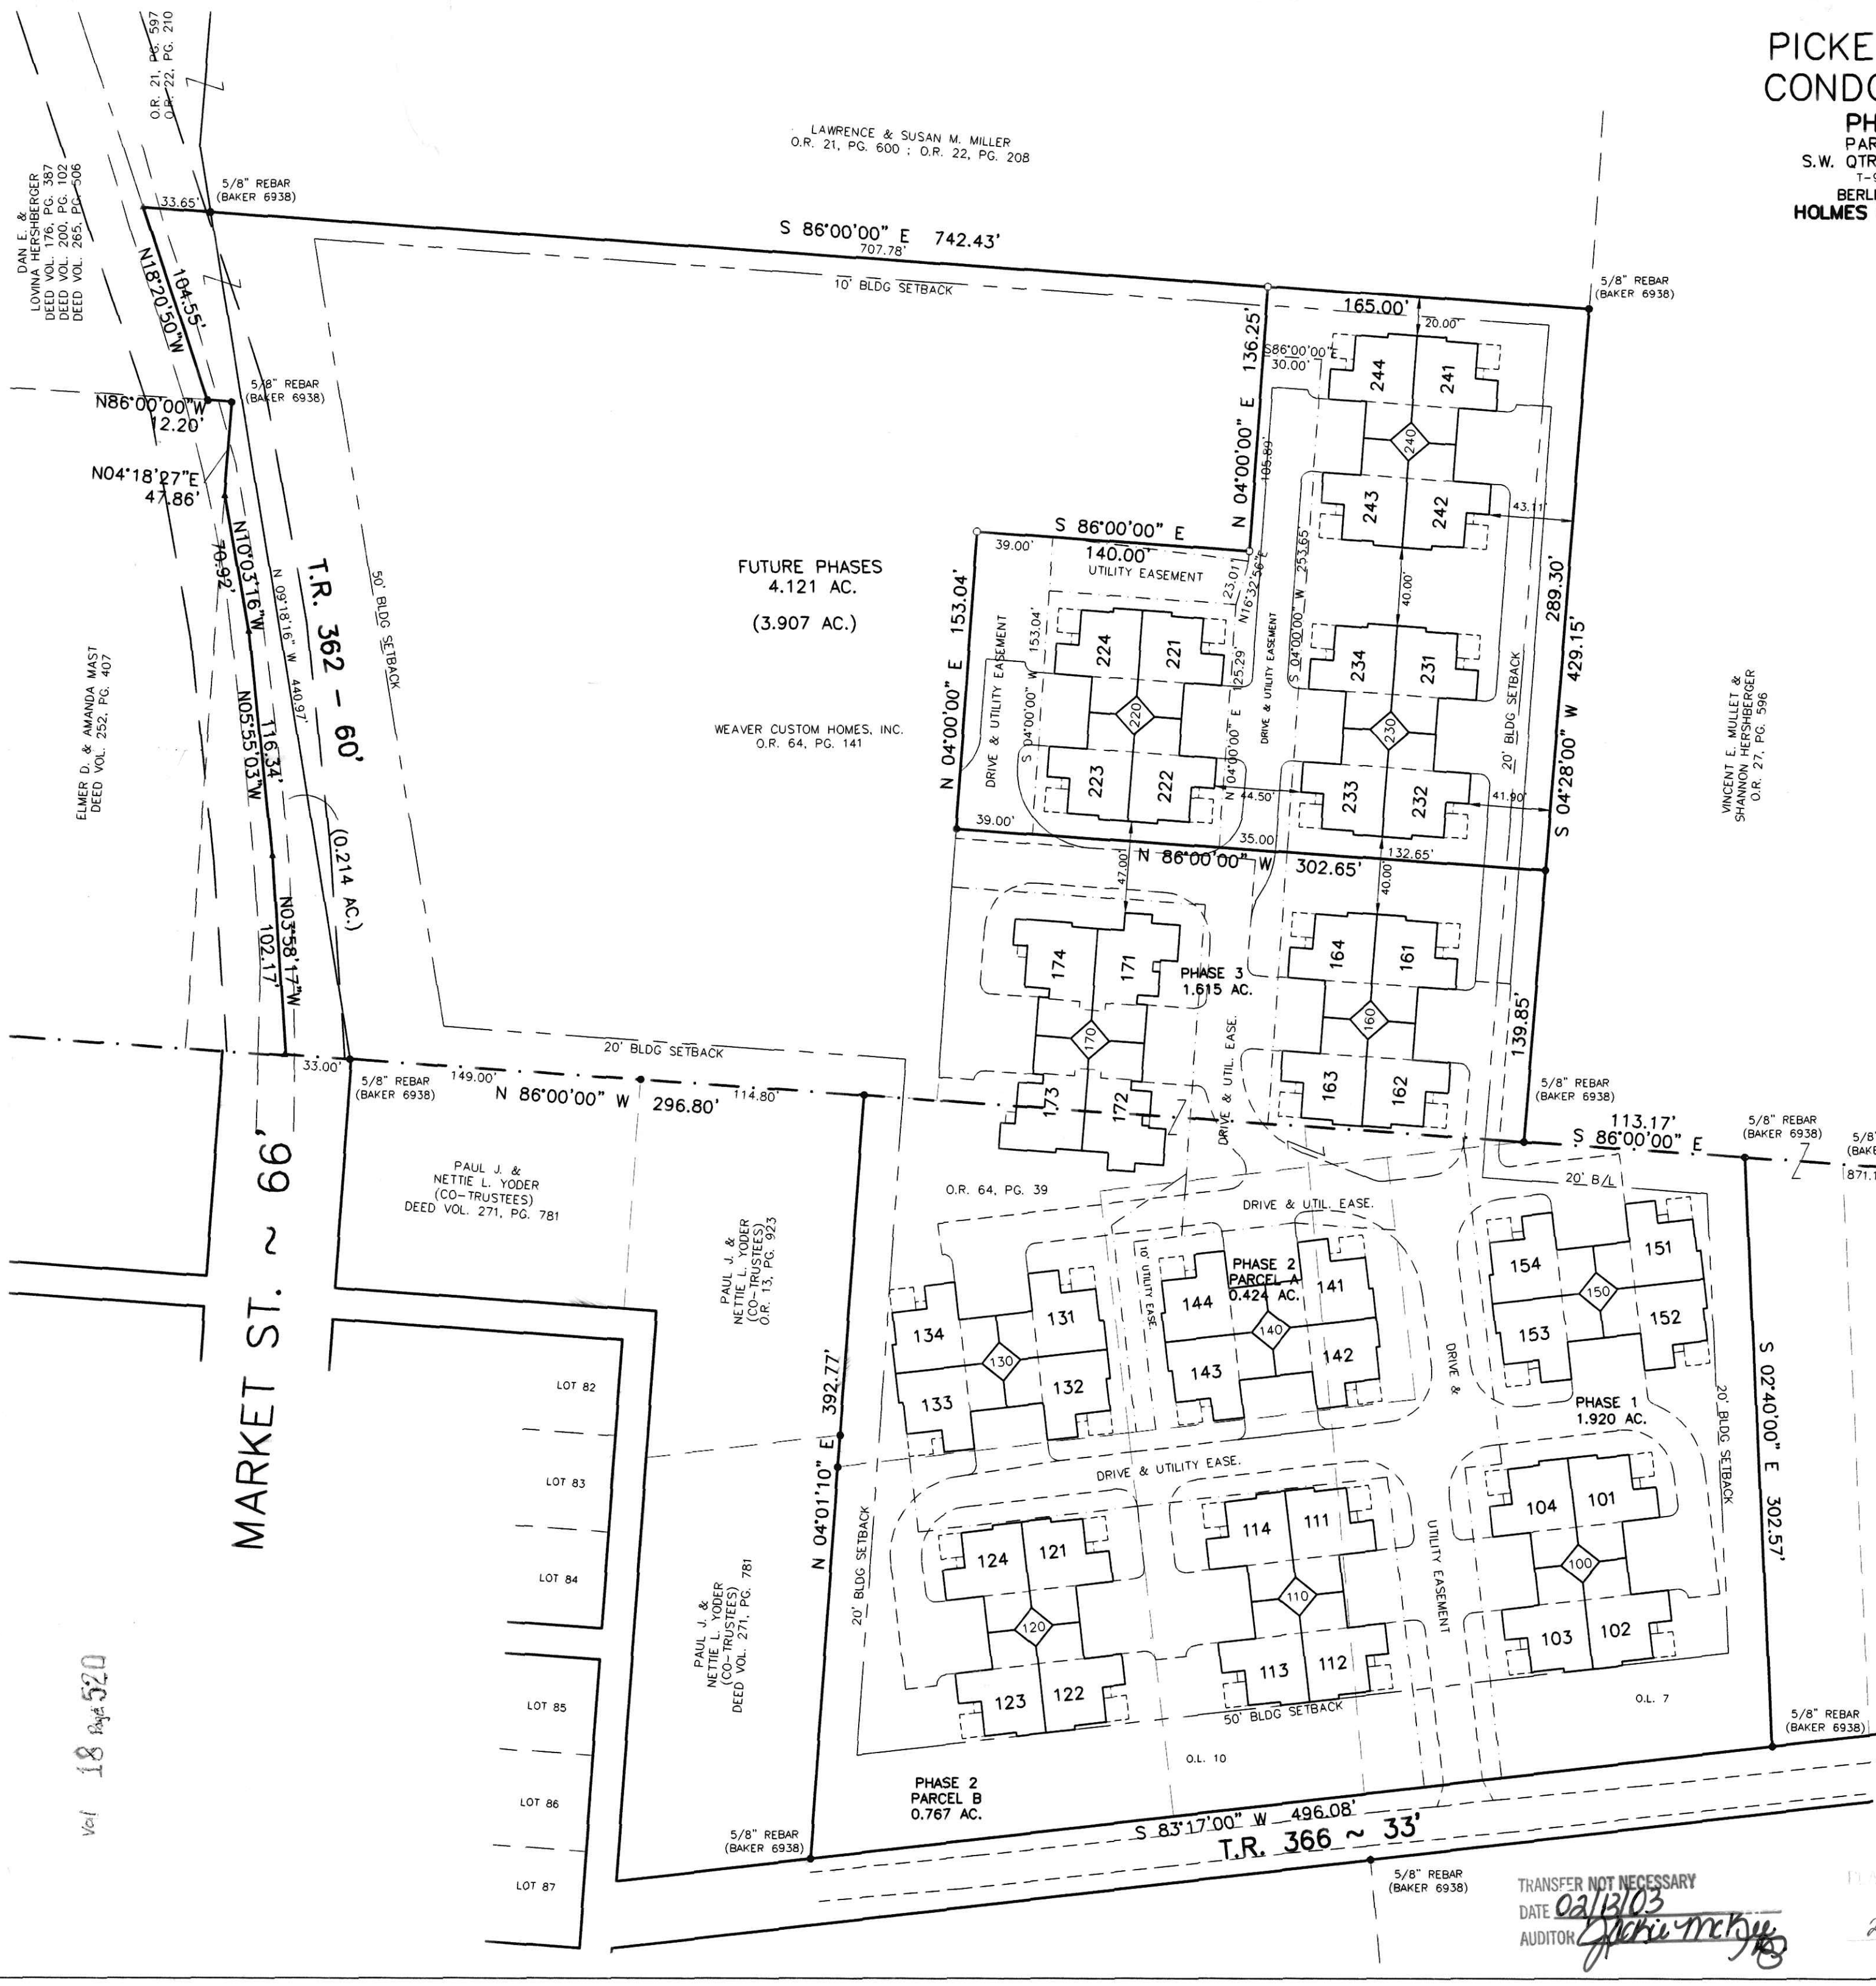 PICKE
CONDO
PH
PAR
S.W. QTR
T-9
BERLI
HOLMES
O.R. 21, PG. 597
O.R. 22, PG. 210
DAN E. &
LOVINA HERSHBERGER
DEED VOL. 176, PG. 387
DEED VOL. 200, PG. 102
DEED VOL. 265, PG. 506
LAWRENCE & SUSAN M. MILLER
O.R. 21, PG. 600 ; O.R. 22, PG. 208
5/8" REBAR
(BAKER 6938)
33.65'
S 86°00'00" E 742.43'
707.78'
10' BLDG SETBACK
5/8" REBAR
(BAKER 6938)
165.00'
20.00'
N18°20'50"W
104.55'
5/8" REBAR
(BAKER 6938)
N86°00'00"W
12.20'
N04°18'27"E
47.86'
N10°03'16"W
70.92'
N 09°18'16" W 440.97'
T.R. 362 - 60'
50' BLDG SETBACK
N05°55'03"W
116.34'
(0.214 AC.)
N03°58'17"W
102.17'
ELMER D. & AMANDA MAST
DEED VOL. 252, PG. 407
FUTURE PHASES
4.121 AC.
(3.907 AC.)
WEAVER CUSTOM HOMES, INC.
O.R. 64, PG. 141
N 04°00'00" E 136.25'
S86°00'00"E
30.00'
105.89'
244
241
240
243
242
43.11'
40.00'
S 86°00'00" E
39.00'
140.00'
UTILITY EASEMENT
23.01'
N16°32'56"E
S 04°00'00" W 253.65'
DRIVE & UTILITY EASEMENT
N 04°00'00" E 153.04'
DRIVE & UTILITY EASEMENT
S 04°00'00" W 153.04'
N 04°00'00" E 125.29'
224
221
220
223
222
234
231
230
233
232
44.50'
41.90'
20' BLDG SETBACK
289.30'
S 04°28'00" W 429.15'
VINCENT E. MULLET &
SHANNON HERSHBERGER
O.R. 27, PG. 596
39.00'
35.00
132.65'
N 86°00'00" W 302.65'
47.00'
40.00'
174
171
170
173
172
PHASE 3
1.615 AC.
DRIVE & UTIL. EASE.
164
161
160
163
162
139.85'
5/8" REBAR
(BAKER 6938)
113.17'
S 86°00'00" E
5/8" REBAR
(BAKER 6938)
5/8"
(BAKE
871.1
20' BLDG SETBACK
33.00'
5/8" REBAR
(BAKER 6938)
149.00'
N 86°00'00" W 296.80'
114.80'
MARKET ST. ~ 66'
PAUL J. &
NETTIE L. YODER
(CO-TRUSTEES)
DEED VOL. 271, PG. 781
PAUL J. &
NETTIE L. YODER
(CO-TRUSTEES)
O.R. 13, PG. 923
PAUL J. &
NETTIE L. YODER
(CO-TRUSTEES)
DEED VOL. 271, PG. 781
O.R. 64, PG. 39
DRIVE & UTIL. EASE.
20' B/L
10' UTILITY EASE.
134
131
130
133
132
PHASE 2
PARCEL A
0.424 AC.
144
141
140
143
142
154
151
150
153
152
DRIVE &
UTILITY EASEMENT
PHASE 1
1.920 AC.
20' BLDG SETBACK
S 02°40'00" E 302.57'
N 04°01'10" E 392.77'
20' BLDG SETBACK
DRIVE & UTILITY EASE.
124
121
120
123
122
114
111
110
113
112
104
101
100
103
102
50' BLDG SETBACK
O.L. 7
O.L. 10
PHASE 2
PARCEL B
0.767 AC.
5/8" REBAR
(BAKER 6938)
5/8" REBAR
(BAKER 6938)
S 83°17'00" W 496.08'
T.R. 366 ~ 33'
5/8" REBAR
(BAKER 6938)
LOT 82
LOT 83
LOT 84
LOT 85
LOT 86
LOT 87
Vol 18 Page 520
TRANSFER NOT NECESSARY
DATE 02/13/03
AUDITOR Jackie McKee